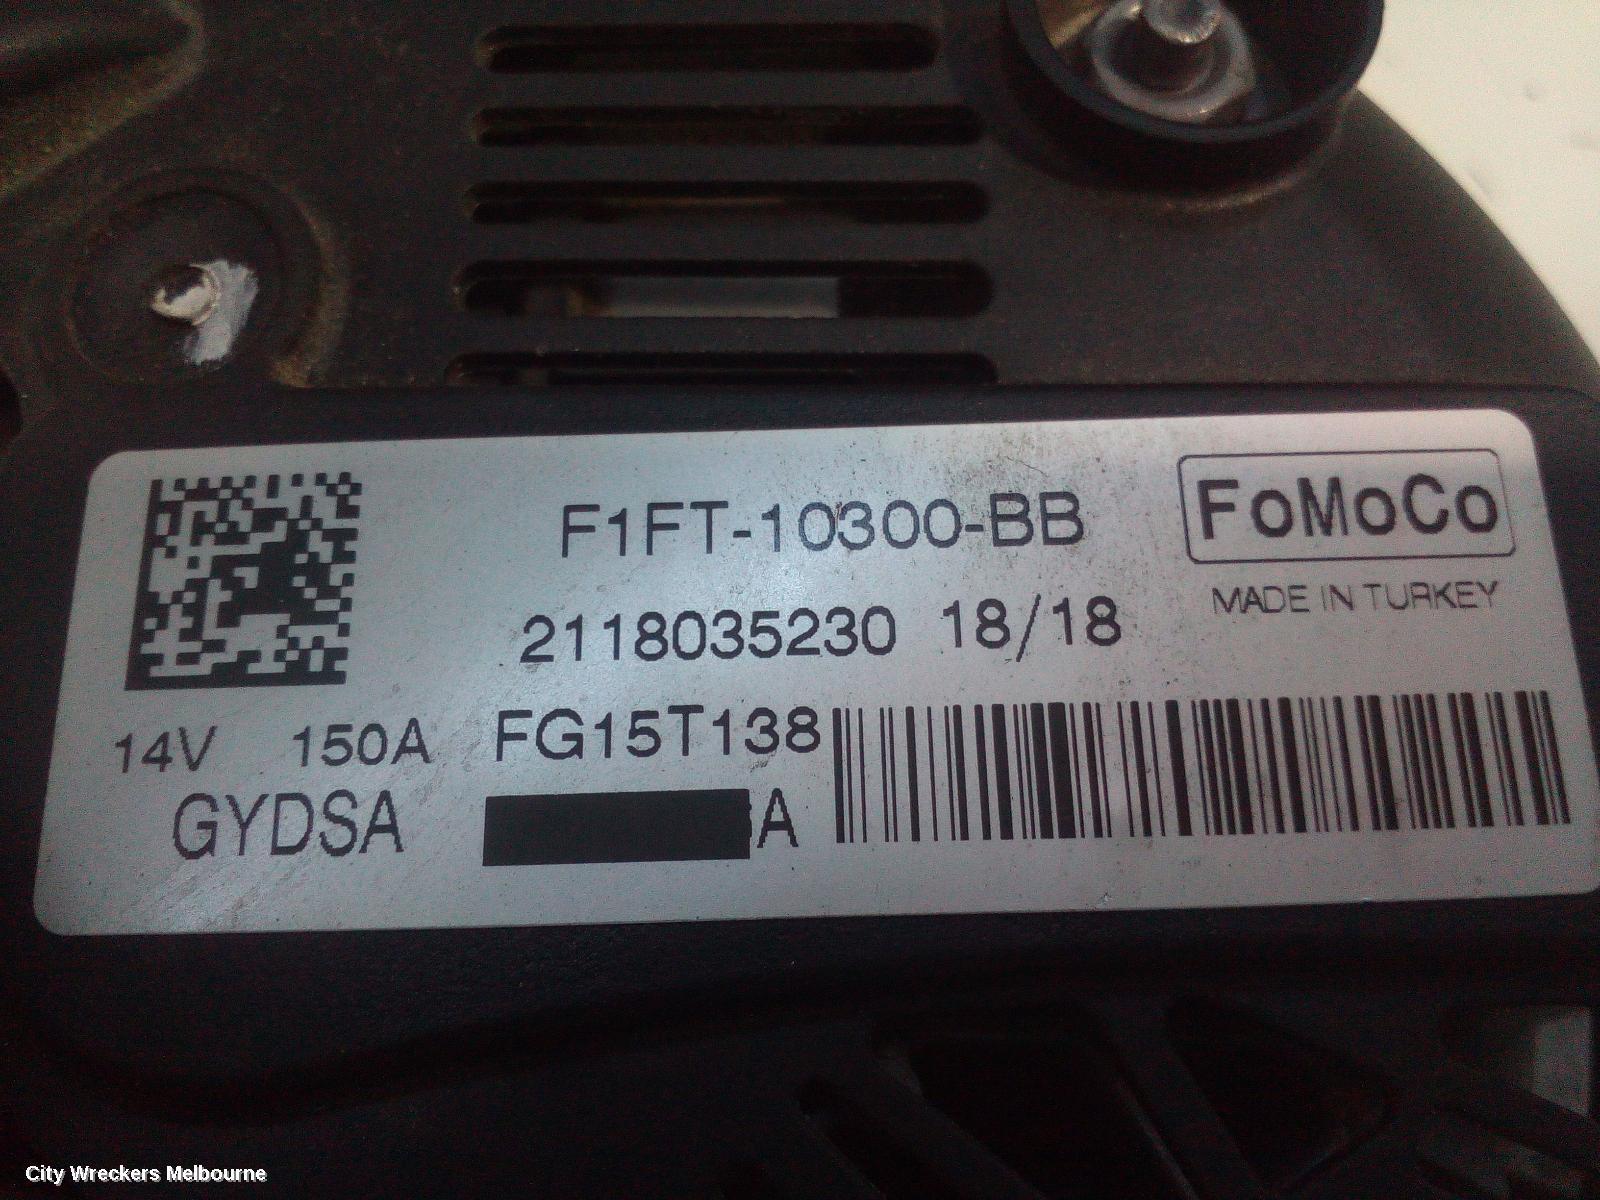 F1FT-10300-BB
FoMoCo
MADE IN TURKEY
2118035230 18/18
14V 150A FG15T138
GYDSA A
City Wreckers Melbourne